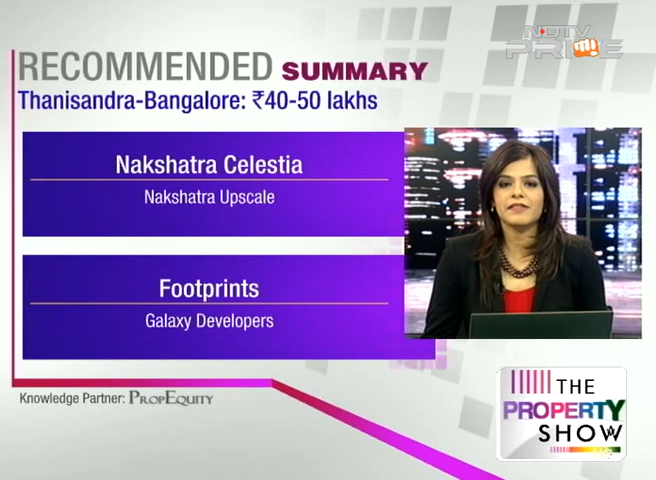 NDTV
PRIME
RECOMMENDED SUMMARY
Thanisandra-Bangalore: ₹40-50 lakhs
Nakshatra Celestia
Nakshatra Upscale
Footprints
Galaxy Developers
Knowledge Partner: PROPEQUITY
THE
PROPERTY
SHOW